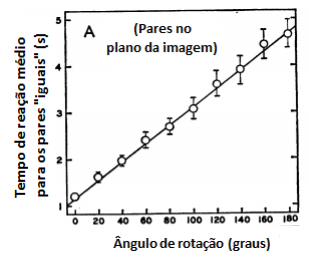 A
(Pares no
plano da imagem)
Tempo de reação médio
para os pares "iguais" (s)
5
4
3
2
1
0 20 40 60 80 100 120 140 160 180
Ângulo de rotação (graus)